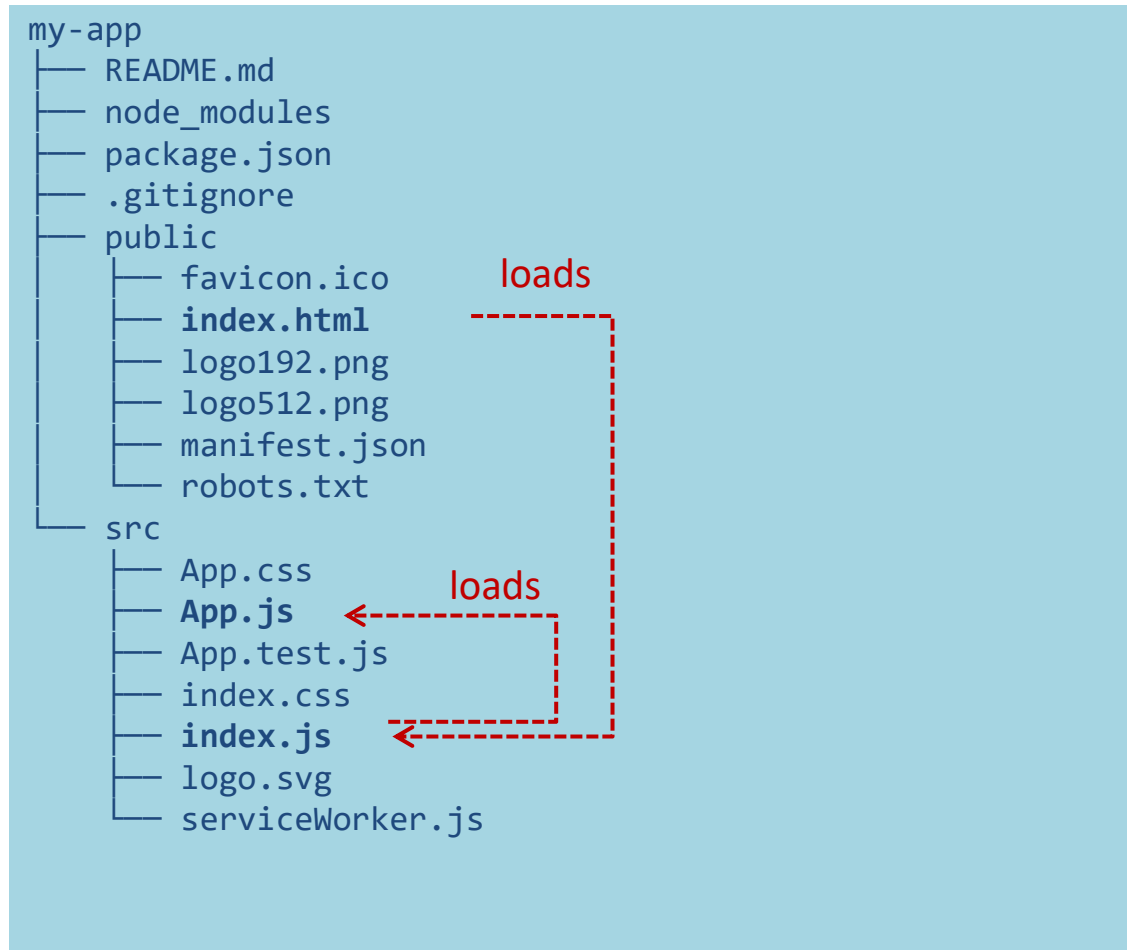 my-app
├── README.md
├── node_modules
├── package.json
├── .gitignore
├── public
│   ├── favicon.ico loads
│   ├── index.html
│   ├── logo192.png
│   ├── logo512.png
│   ├── manifest.json
│   └── robots.txt
└── src
    ├── App.css
loads
    ├── App.js
    ├── App.test.js
    ├── index.css
    ├── index.js
    ├── logo.svg
    └── serviceWorker.js